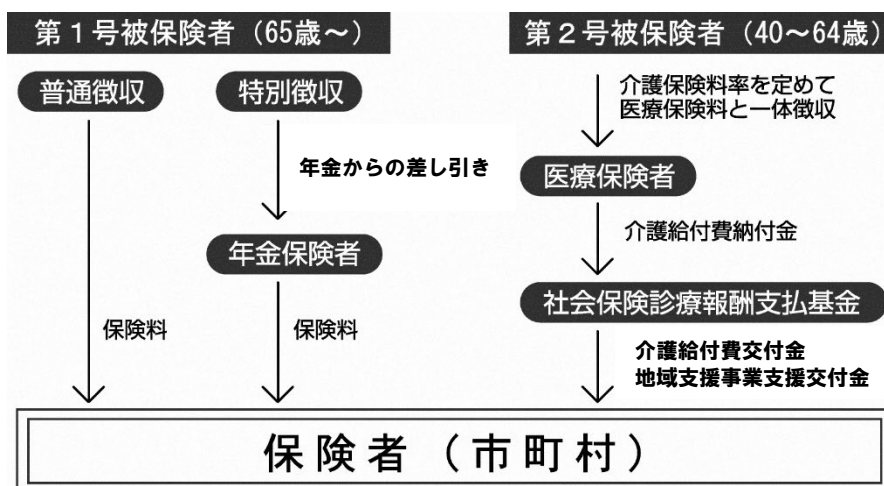 第1号被保険者（65歳～）
普通徴収
特別徴収
年金からの差し引き
年金保険者
保険料
保険料
第2号被保険者（40～64歳）
介護保険料率を定めて
医療保険料と一体徴収
医療保険者
介護給付費納付金
社会保険診療報酬支払基金
介護給付費交付金
地域支援事業支援交付金
保険者（市町村）